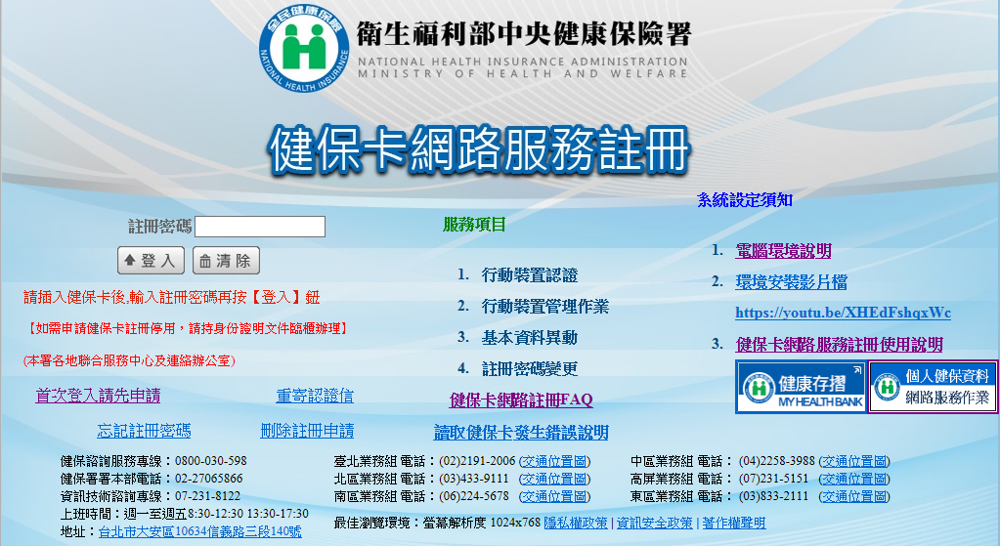 全民健康保險
NATIONAL HEALTH INSURANCE
衛生福利部中央健康保險署
NATIONAL HEALTH INSURANCE ADMINISTRATION
MINISTRY OF HEALTH AND WELFARE
健保卡網路服務註冊
註冊密碼
登入 清除
請插入健保卡後,輸入註冊密碼再按【登入】鈕
【如需申請健保卡註冊停用，請持身份證明文件臨櫃辦理】
(本署各地聯合服務中心及連絡辦公室)
首次登入請先申請 重寄認證信
忘記註冊密碼 刪除註冊申請
服務項目
1. 行動裝置認證
2. 行動裝置管理作業
3. 基本資料異動
4. 註冊密碼變更
健保卡網路註冊FAQ
讀取健保卡發生錯誤說明
系統設定須知
1. 電腦環境說明
2. 環境安裝影片檔
https://youtu.be/XHEdFshqxWc
3. 健保卡網路服務註冊使用說明
健康存摺
MY HEALTH BANK
個人健保資料
網路服務作業
健保諮詢服務專線：0800-030-598
健保署署本部電話：02-27065866
資訊技術諮詢專線：07-231-8122
上班時間：週一至週五8:30-12:30 13:30-17:30
地址：台北市大安區10634信義路三段140號
臺北業務組 電話：(02)2191-2006 (交通位置圖)
北區業務組 電話：(03)433-9111 (交通位置圖)
南區業務組 電話：(06)224-5678 (交通位置圖)
中區業務組 電話： (04)2258-3988 (交通位置圖)
高屏業務組 電話： (07)231-5151 (交通位置圖)
東區業務組 電話： (03)833-2111 (交通位置圖)
最佳瀏覽環境：螢幕解析度 1024x768 隱私權政策 | 資訊安全政策 | 著作權聲明